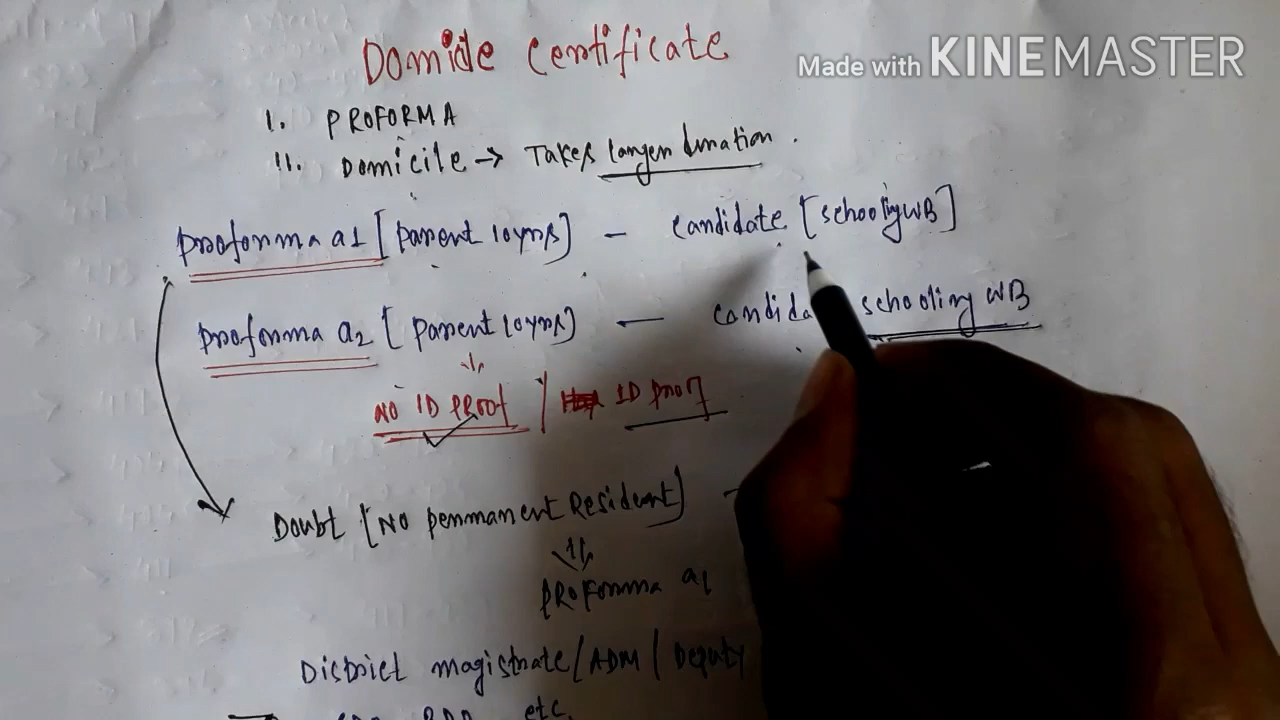 Made with KINEMASTER
Domicile Certificate
I. PROFORMA
II. DOMICILE → Takes longer duration.
proforma a1 [parent 10yrs] - candidate [schooling WB]
proforma a2 [parent 10yrs] - candida schooling WB
NO ID PROOF / ID proof
Doubt [No permanent Resident] -
PROForma a1
District magistrate / ADM / Deputy
etc.